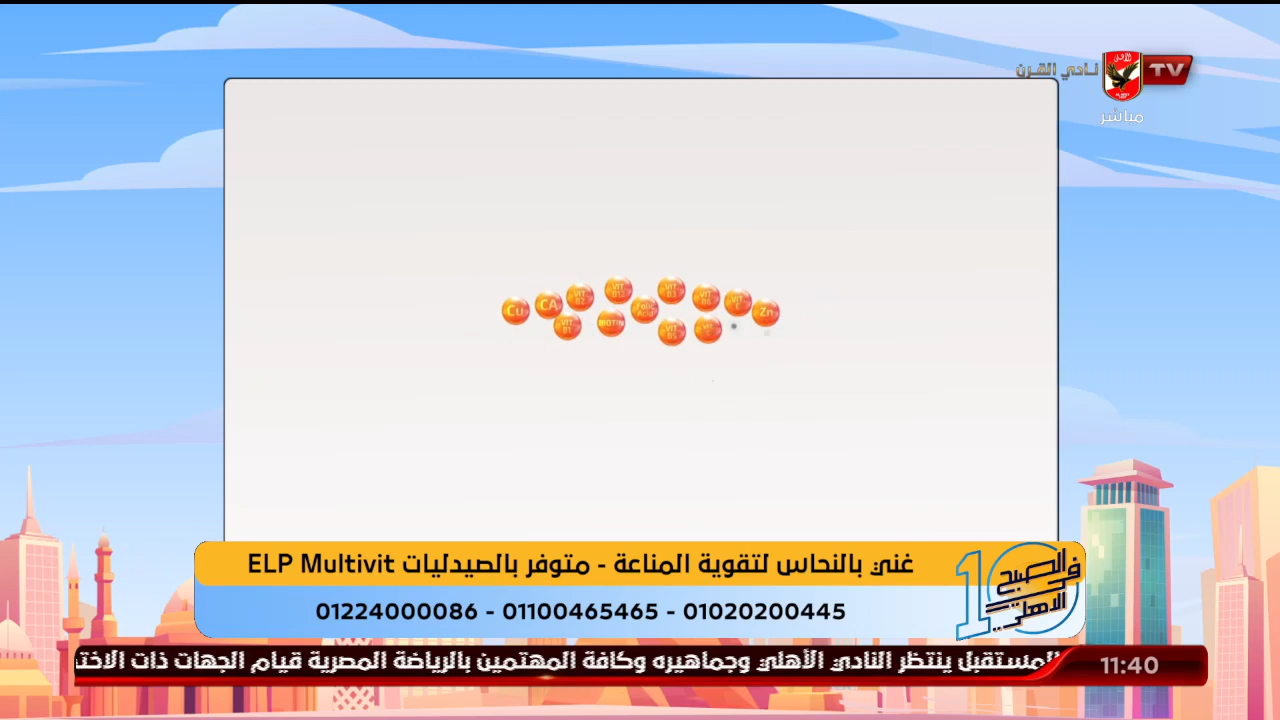 نادي القرن
TV
مباشر
Cu
CA
VIT B2
VIT B12
VIT B3
VIT B6
VIT E
Zn
VIT B1
BIOTIN
Folic Acid
VIT B5
غني بالنحاس لتقوية المناعة - متوفر بالصيدليات ELP Multivit
01224000086 - 01100465465 - 01020200445
10 الصبح في الاهلي
المستقبل ينتظر النادي الأهلي وجماهيره وكافة المهتمين بالرياضة المصرية قيام الجهات ذات الاخت
11:40